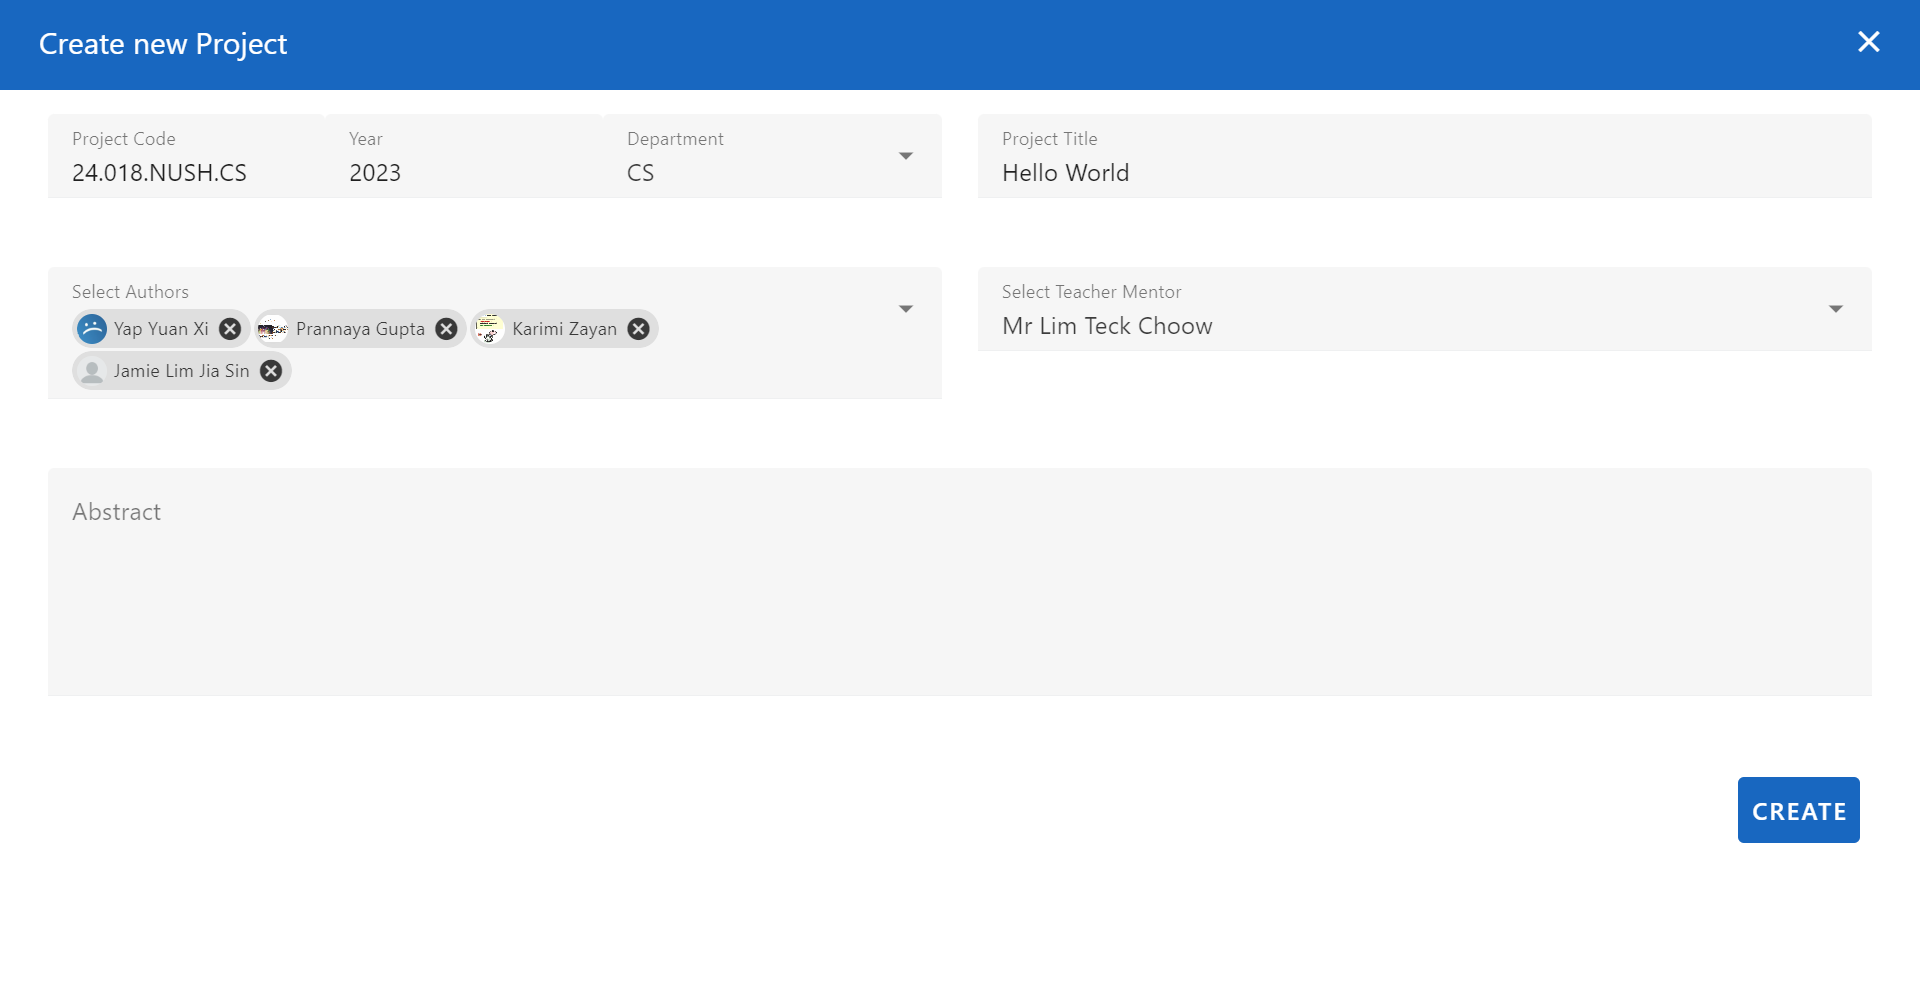 Create new Project
Project Code
24.018.NUSH.CS
Year
2023
Department
CS
Project Title
Hello World
Select Authors
Yap Yuan Xi
Prannaya Gupta
Karimi Zayan
Jamie Lim Jia Sin
Select Teacher Mentor
Mr Lim Teck Choow
Abstract
CREATE